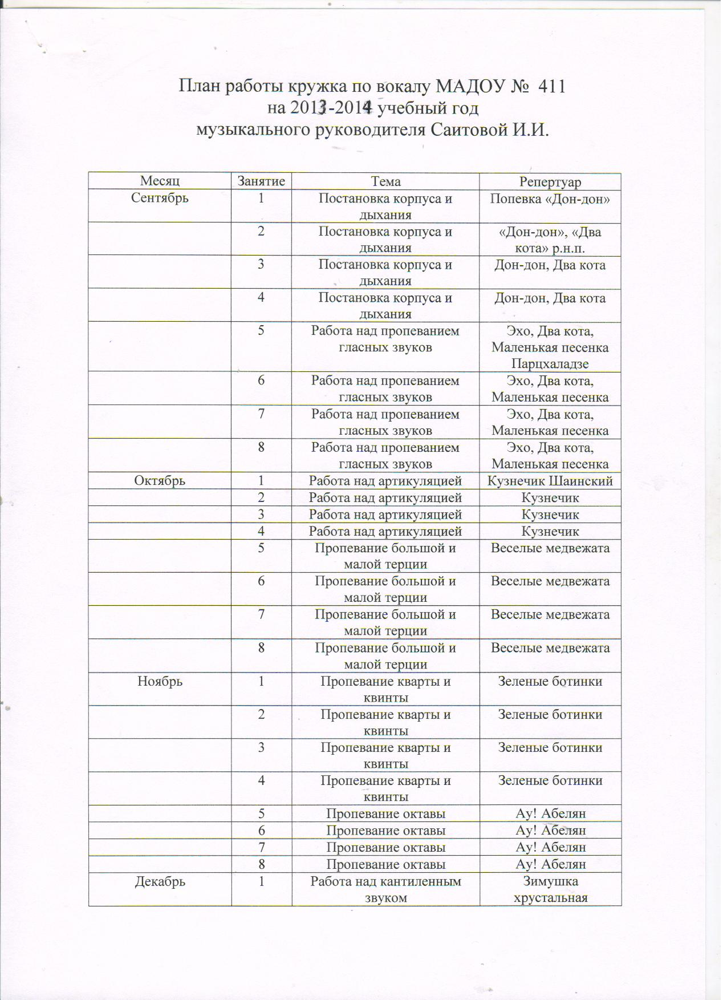 План работы кружка по вокалу МАДОУ № 411
на 2013-2014 учебный год
музыкального руководителя Саитовой И.И.
Месяц Занятие Тема Репертуар
Сентябрь 1 Постановка корпуса и Попевка «Дон-дон»
дыхания
2 Постановка корпуса и «Дон-дон», «Два
дыхания кота» р.н.п.
3 Постановка корпуса и Дон-дон, Два кота
дыхания
4 Постановка корпуса и Дон-дон, Два кота
дыхания
5 Работа над пропеванием Эхо, Два кота,
гласных звуков Маленькая песенка
Парцхаладзе
6 Работа над пропеванием Эхо, Два кота,
гласных звуков Маленькая песенка
7 Работа над пропеванием Эхо, Два кота,
гласных звуков Маленькая песенка
8 Работа над пропеванием Эхо, Два кота,
гласных звуков Маленькая песенка
Октябрь 1 Работа над артикуляцией Кузнечик Шаинский
2 Работа над артикуляцией Кузнечик
3 Работа над артикуляцией Кузнечик
4 Работа над артикуляцией Кузнечик
5 Пропевание большой и Веселые медвежата
малой терции
6 Пропевание большой и Веселые медвежата
малой терции
7 Пропевание большой и Веселые медвежата
малой терции
8 Пропевание большой и Веселые медвежата
малой терции
Ноябрь 1 Пропевание кварты и Зеленые ботинки
квинты
2 Пропевание кварты и Зеленые ботинки
квинты
3 Пропевание кварты и Зеленые ботинки
квинты
4 Пропевание кварты и Зеленые ботинки
квинты
5 Пропевание октавы Ау! Абелян
6 Пропевание октавы Ау! Абелян
7 Пропевание октавы Ау! Абелян
8 Пропевание октавы Ау! Абелян
Декабрь 1 Работа над кантиленным Зимушка
звуком хрустальная